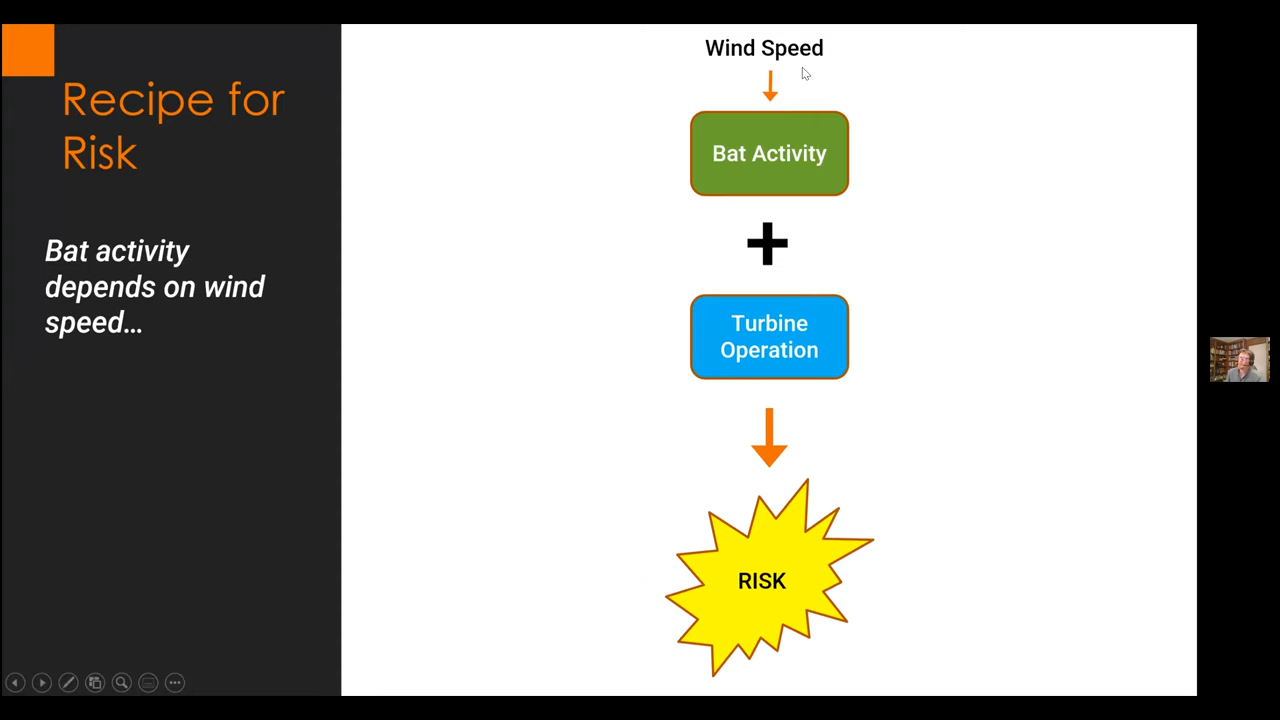 Recipe for
Risk
Bat activity
depends on wind
speed...
Wind Speed
Bat Activity
+
Turbine
Operation
RISK